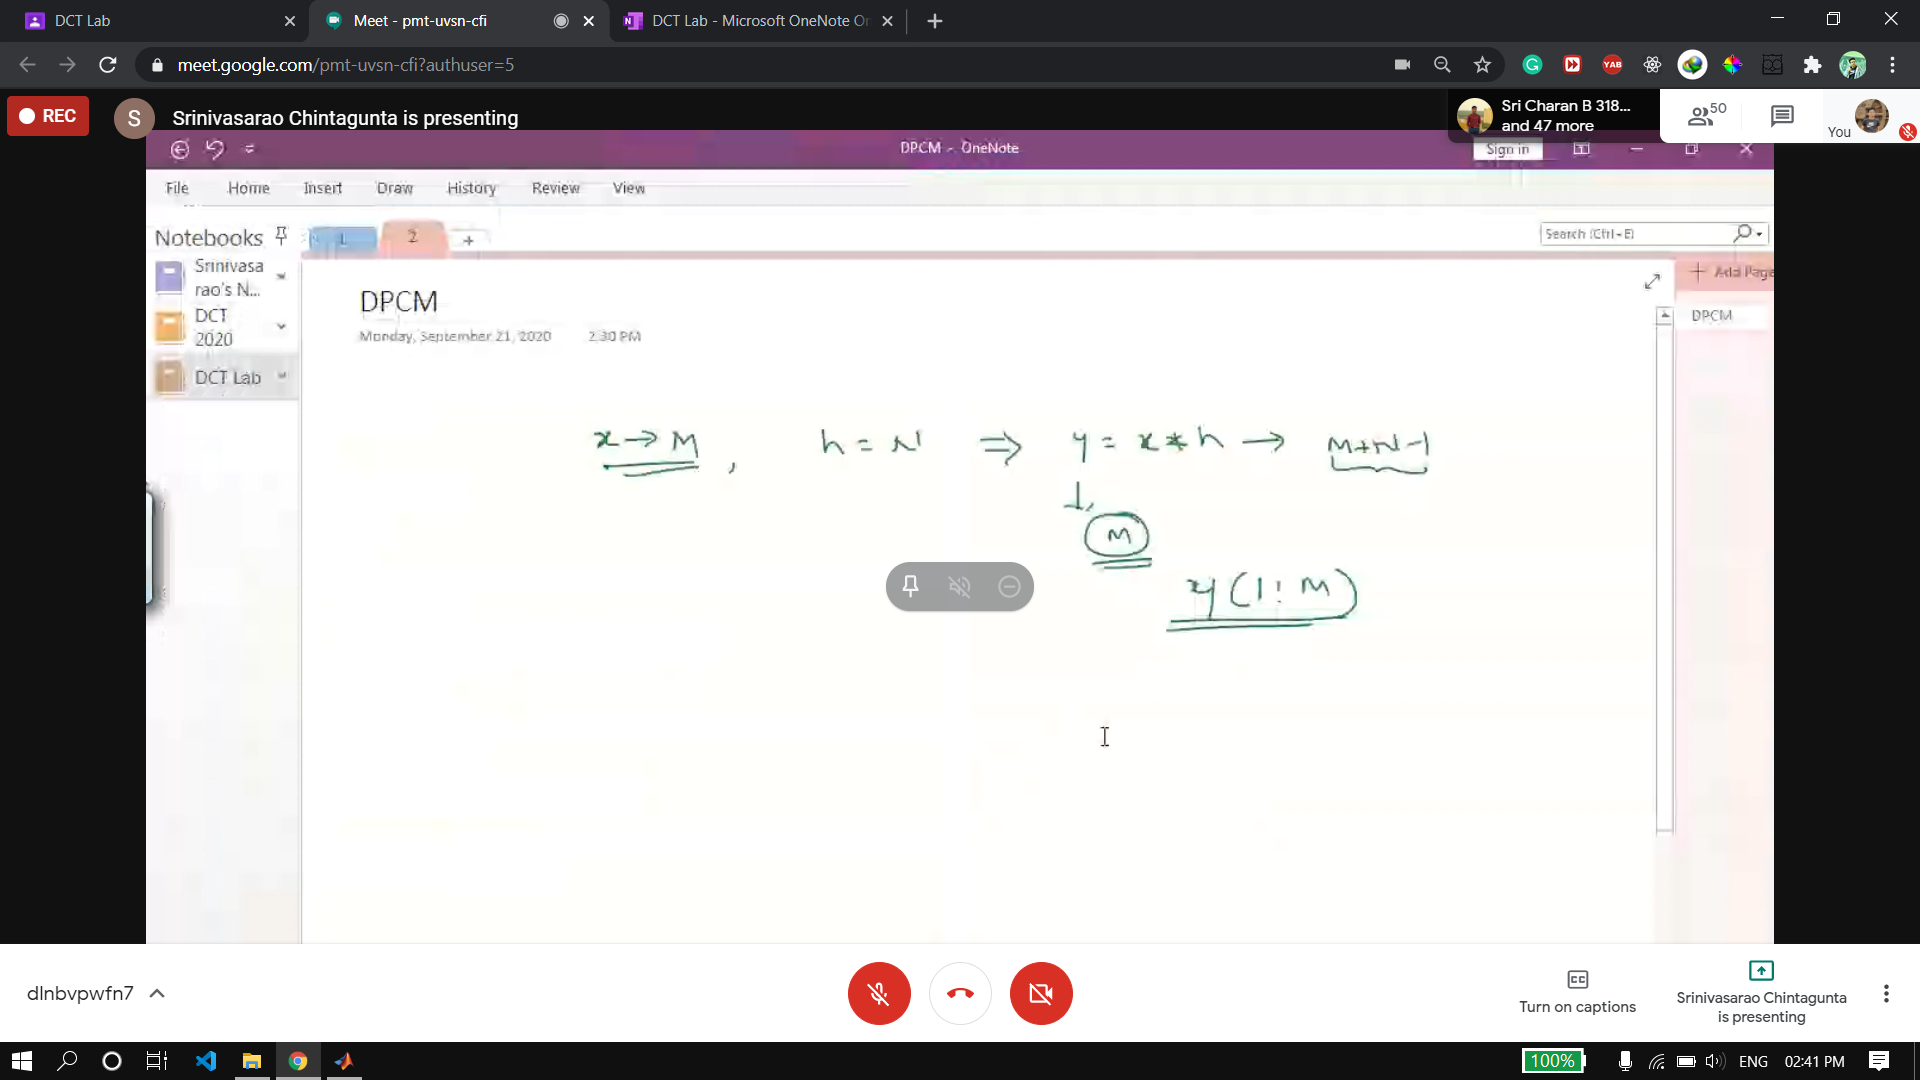 DCT Lab
Meet - pmt-uvsn-cfi
DCT Lab - Microsoft OneNote On
meet.google.com/pmt-uvsn-cfi?authuser=5
YAB
REC
S
Srinivasarao Chintagunta is presenting
Sri Charan B 318...
and 47 more
50
You
DPCM - OneNote
Sign in
File Home Insert Draw History Review View
Notebooks
1
2
Search (Ctrl+E)
Srinivasa
rao's N...
DCT
2020
DCT Lab
Add Page
DPCM
DPCM
Monday, September 21, 2020 2:30 PM
x → M , h = N ⇒ y = x * h → M+N-1
↓
M
y (1 : M)
dlnbvpwfn7
Turn on captions
Srinivasarao Chintagunta
is presenting
100%
ENG
02:41 PM